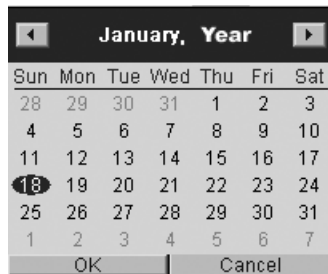 January, Year
Sun Mon Tue Wed Thu Fri Sat
28 29 30 31 1 2 3
4 5 6 7 8 9 10
11 12 13 14 15 16 17
18 19 20 21 22 23 24
25 26 27 28 29 30 31
1 2 3 4 5 6 7
OK Cancel